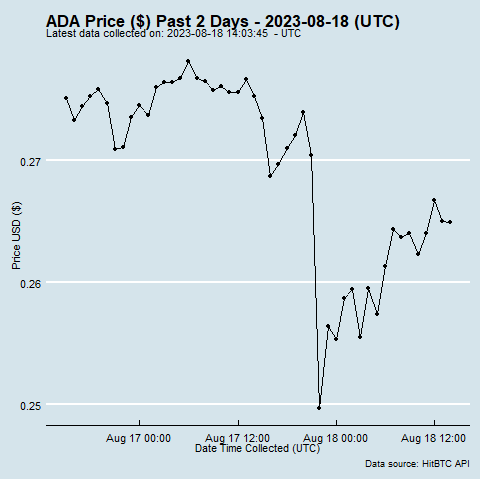 ADA Price ($) Past 2 Days - 2023-08-18 (UTC)
Latest data collected on: 2023-08-18 14:03:45 - UTC
0.27
0.26
0.25
Price USD ($)
Aug 17 00:00 Aug 17 12:00 Aug 18 00:00 Aug 18 12:00
Date Time Collected (UTC)
Data source: HitBTC API